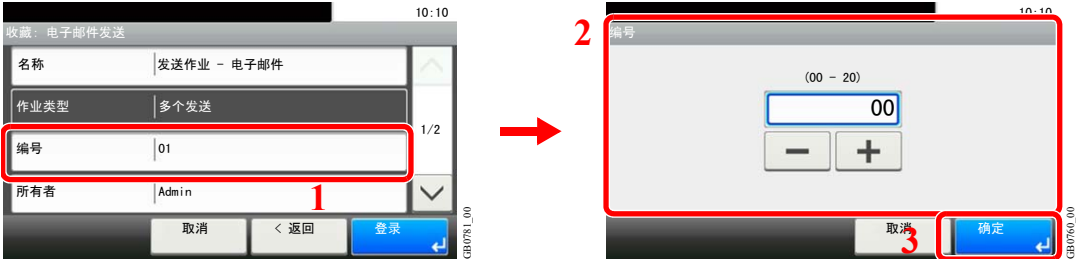 10:10
收藏: 电子邮件发送
名称 发送作业 - 电子邮件
作业类型 多个发送
1/2
编号 01
所有者 Admin
1
取消 < 返回 登录
GB0781_00
2
10:10
编号
(00 - 20)
00
取消 确定
3
GB0760_00